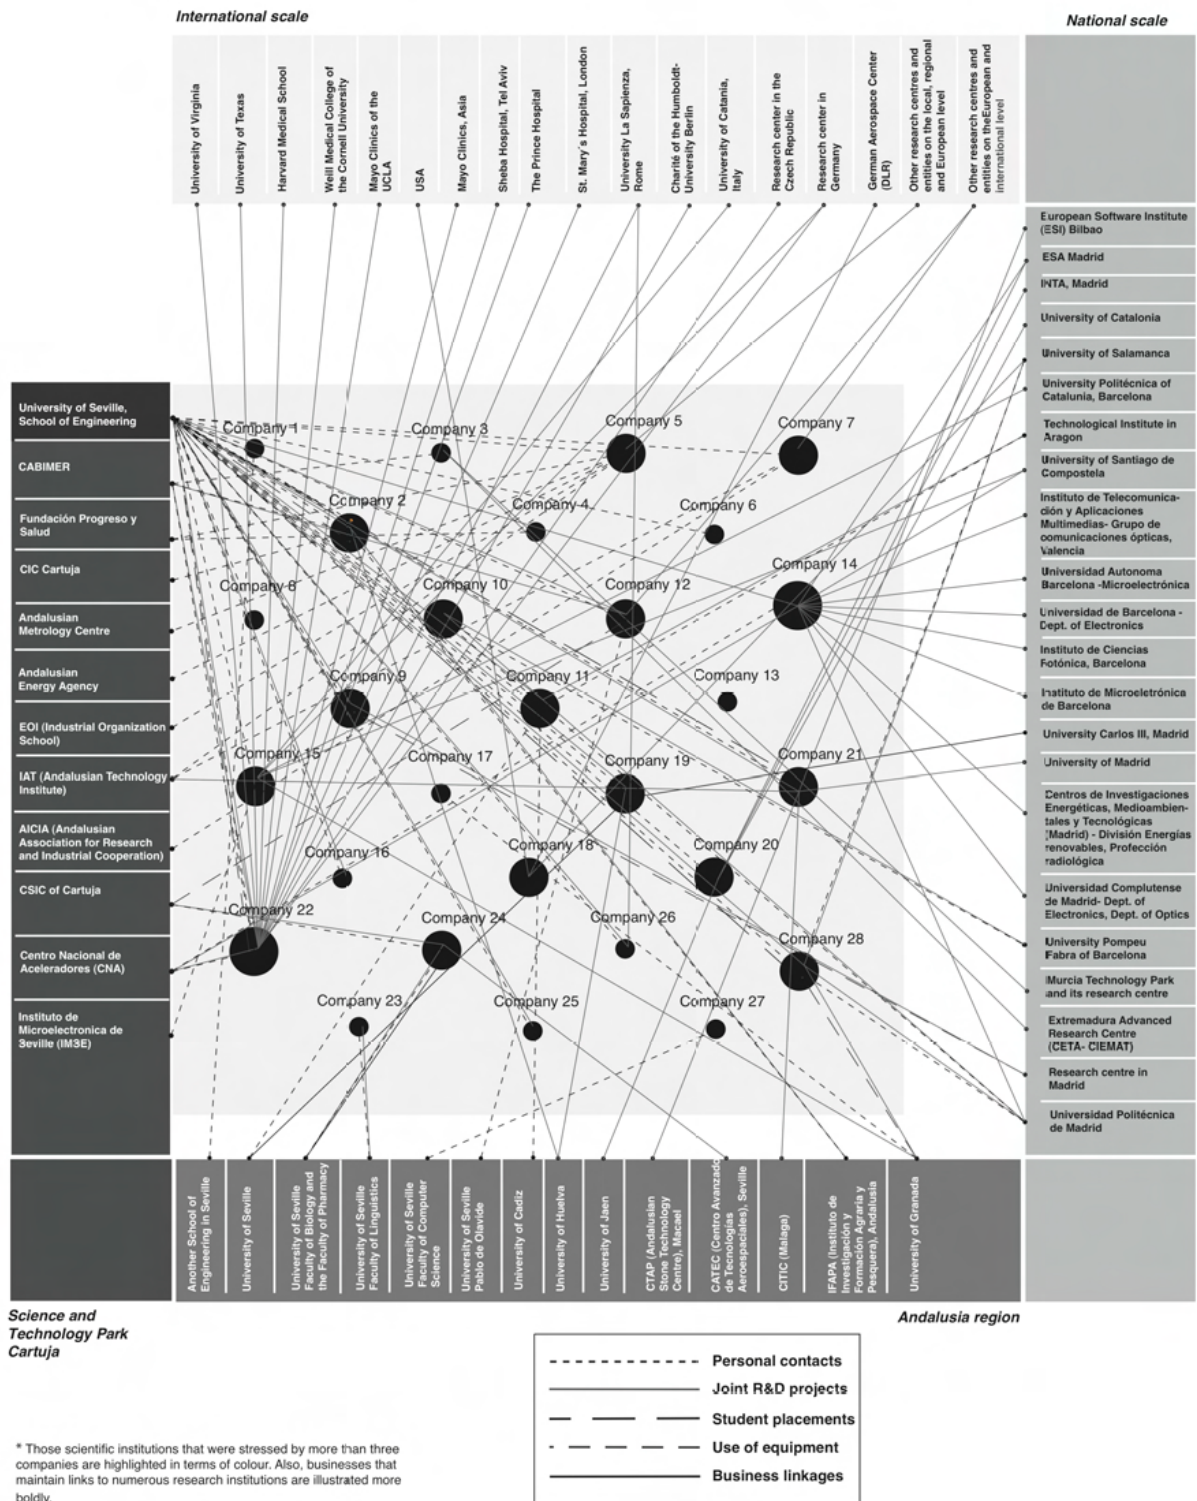 International scale
National scale
University of Virginia
University of Texas
Harvard Medical School
Weill Medical College of
the Cornell University
Mayo Clinics of the
UCLA
USA
Mayo Clinics, Asia
Sheba Hospital, Tel Aviv
The Prince Hospital
St. Mary´s Hospital, London
University La Sapienza,
Rome
Charité of the Humboldt-
University Berlin
University of Catania,
Italy
Research center in the
Czech Republic
Research center in
Germany
German Aerospace Center
(DLR)
Other research centres and
entities on the local, regional
and European level
Other research centres and
entities on theEuropean and
international level
European Software Institute
(ESI) Bilbao
ESA Madrid
INTA, Madrid
University of Catalonia
University of Salamanca
University Politécnica of
Catalunia, Barcelona
Technological Institute in
Aragon
University of Santiago de
Compostela
Instituto de Telecomunica-
ción y Aplicaciones
Multimedias- Grupo de
comunicaciones ópticas,
Valencia
Universidad Autonoma
Barcelona -Microelectrónica
Universidad de Barcelona -
Dept. of Electronics
Instituto de Ciencias
Fotónica, Barcelona
Instituto de Microeletrónica
de Barcelona
University Carlos III, Madrid
University of Madrid
Centros de Investigaciones
Energéticas, Medioambien-
tales y Tecnológicas
(Madrid) - División Energías
renovables, Profección
radiológica
Universidad Complutense
de Madrid- Dept. of
Electronics, Dept. of Optics
University Pompeu
Fabra of Barcelona
Murcia Technology Park
and its research centre
Extremadura Advanced
Research Centre
(CETA- CIEMAT)
Research centre in
Madrid
Universidad Politécnica
de Madrid
University of Seville,
School of Engineering
CABIMER
Fundación Progreso y
Salud
CIC Cartuja
Andalusian
Metrology Centre
Andalusian
Energy Agency
EOI (Industrial Organization
School)
IAT (Andalusian Technology
Institute)
AICIA (Andalusian
Association for Research
and Industrial Cooperation)
CSIC of Cartuja
Centro Nacional de
Aceleradores (CNA)
Instituto de
Microelectronica de
Seville (IMSE)
Company 1
Company 3
Company 5
Company 7
Company 2
Company 4
Company 6
Company 8
Company 10
Company 12
Company 14
Company 9
Company 11
Company 13
Company 15
Company 17
Company 19
Company 21
Company 16
Company 18
Company 20
Company 22
Company 24
Company 26
Company 28
Company 23
Company 25
Company 27
Another School of
Engineering in Seville
University of Seville
University of Seville
Faculty of Biology and
the Faculty of Pharmacy
University of Seville
Faculty of Linguistics
University of Seville
Faculty of Computer
Science
University of Seville
Pablo de Olavide
University of Cadiz
University of Huelva
University of Jaen
CTAP (Andalusian
Stone Technology
Centre), Macael
CATEC (Centro Avanzado
de Tecnologías
Aeroespaciales), Seville
CITIC (Malaga)
IFAPA (Instituto de
Investigación y
Formación Agraria y
Pesquera), Andalusia
University of Granada
Science and
Technology Park
Cartuja
Andalusia region
Personal contacts
Joint R&D projects
Student placements
Use of equipment
Business linkages
* Those scientific institutions that were stressed by more than three
companies are highlighted in terms of colour. Also, businesses that
maintain links to numerous research institutions are illustrated more
boldly.